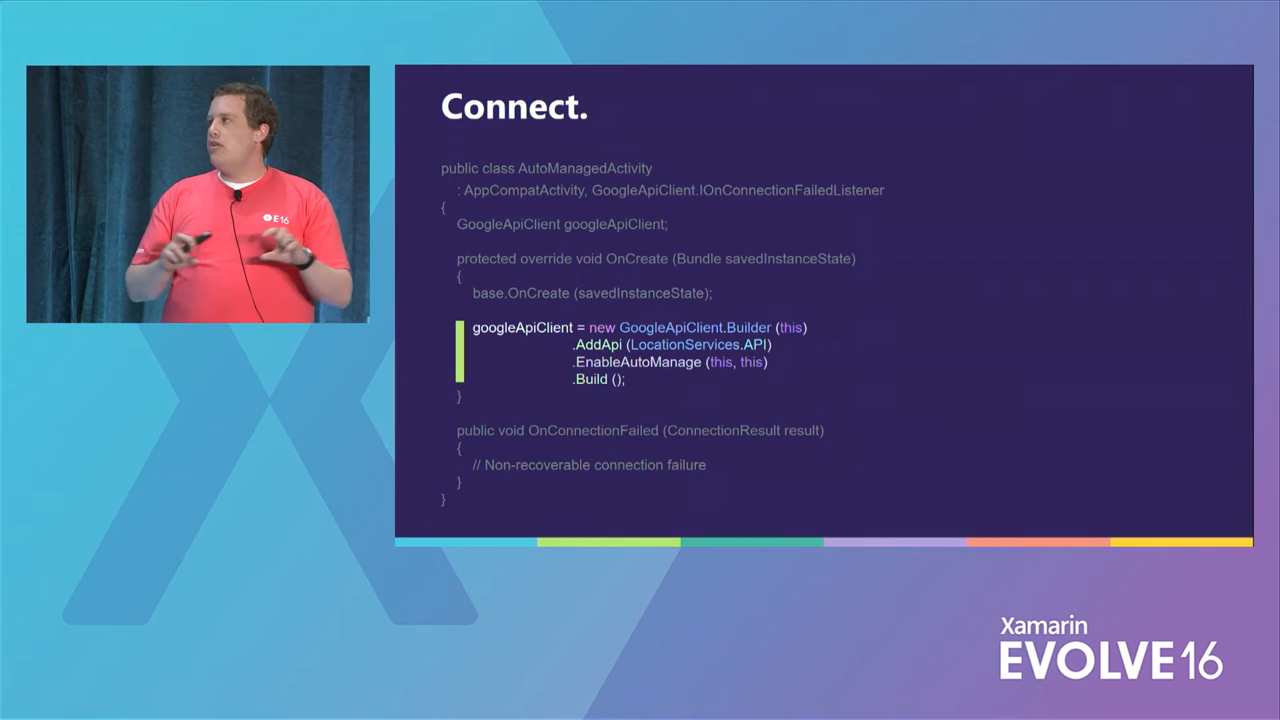 E16
Connect.
public class AutoManagedActivity
: AppCompatActivity, GoogleApiClient.IOnConnectionFailedListener
{
GoogleApiClient googleApiClient;
protected override void OnCreate (Bundle savedInstanceState)
{
base.OnCreate (savedInstanceState);
googleApiClient = new GoogleApiClient.Builder (this)
.AddApi (LocationServices.API)
.EnableAutoManage (this, this)
.Build ();
}
public void OnConnectionFailed (ConnectionResult result)
{
// Non-recoverable connection failure
}
}
Xamarin
EVOLVE 16